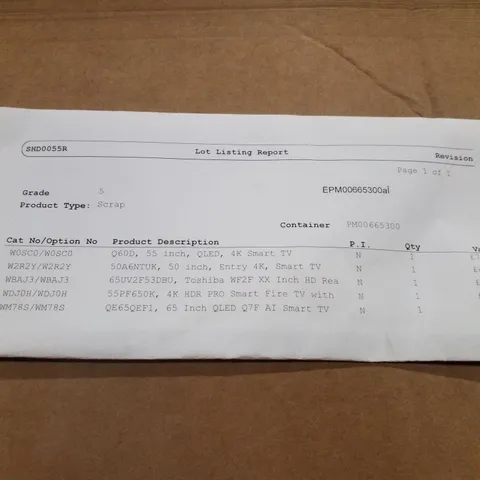 SHD0055R Lot Listing Report Revision
Page 1 of 1
Grade 5 EPM00665300a
Product Type: Scrap
Container PM00665300
Cat No/Option No Product Description P.I. Qty
W0SC0/W0SC0 Q60D, 55 inch, QLED, 4K Smart TV N 1
W2R2Y/W2R2Y 50A6NTUK, 50 inch, Entry 4K, Smart TV N 1
WBAJ3/WBAJ3 65UV2F53DBU, Toshiba WF2F XX Inch HD Rea N 1
WDJ0H/WDJ0H 55PF650K, 4K HDR PRO Smart Fire TV with N 1
WM78S/WM78S QE65QEF1, 65 Inch QLED Q7F AI Smart TV N 1